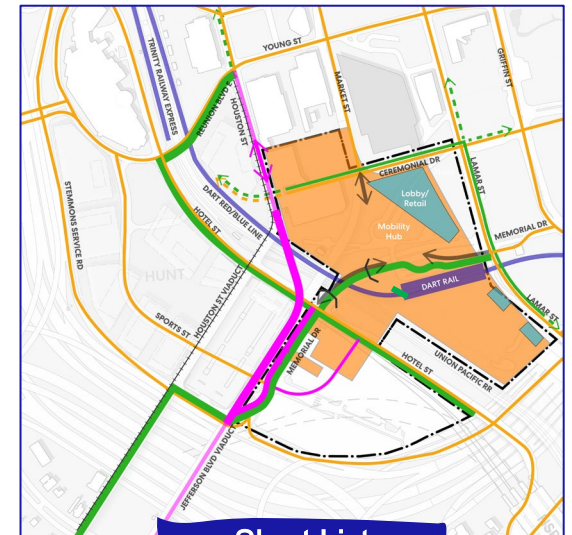 YOUNG ST
TRINITY RAILWAY EXPRESS
REUNION BLVD E
HOUSTON ST
MARKET ST
GRIFFIN ST
CEREMONIAL DR
LAMAR ST
Lobby/
Retail
STEMMONS SERVICE RD
DART RED/BLUE LINE
HOTEL ST
Mobility
Hub
MEMORIAL DR
HUNT
DART RAIL
HOUSTON ST VIADUCT
LAMAR ST
SPORTS ST
MEMORIAL DR
HOTEL ST
UNION PACIFIC RR
JEFFERSON BLVD VIADUCT